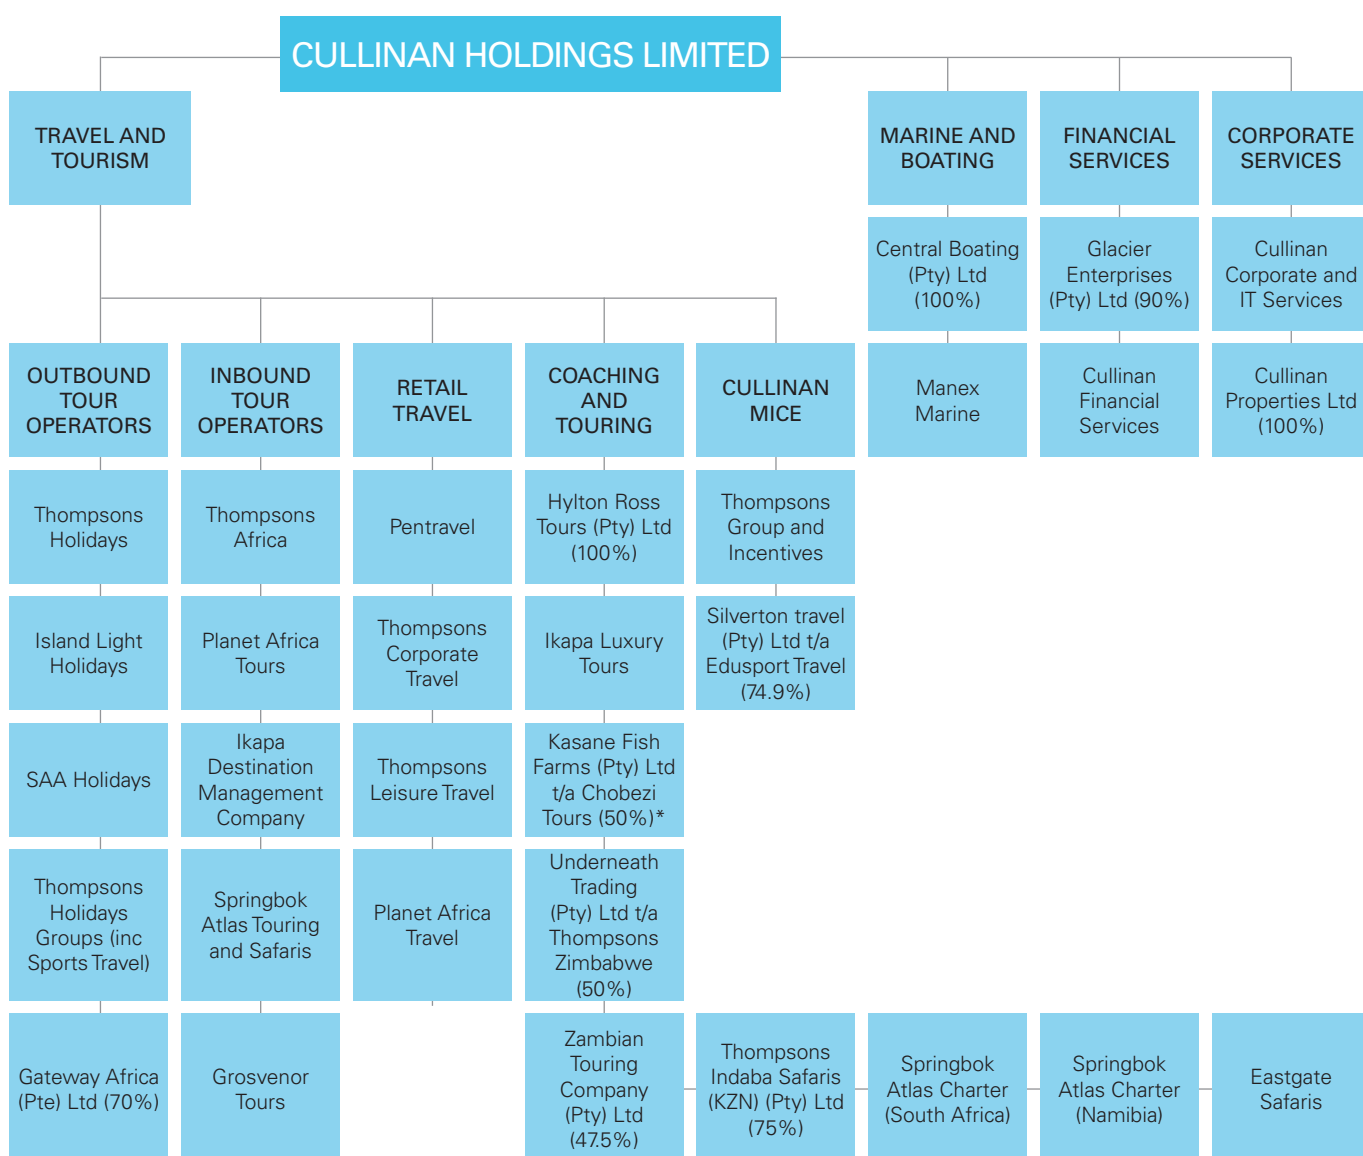 CULLINAN HOLDINGS LIMITED
TRAVEL AND
TOURISM
MARINE AND
BOATING
FINANCIAL
SERVICES
CORPORATE
SERVICES
Central Boating
(Pty) Ltd
(100%)
Glacier
Enterprises
(Pty) Ltd (90%)
Cullinan
Corporate and
IT Services
OUTBOUND
TOUR
OPERATORS
INBOUND
TOUR
OPERATORS
RETAIL
TRAVEL
COACHING
AND
TOURING
CULLINAN
MICE
Manex
Marine
Cullinan
Financial
Services
Cullinan
Properties Ltd
(100%)
Thompsons
Holidays
Thompsons
Africa
Pentravel
Hylton Ross
Tours (Pty) Ltd
(100%)
Thompsons
Group and
Incentives
Island Light
Holidays
Planet Africa
Tours
Thompsons
Corporate
Travel
Ikapa Luxury
Tours
Silverton travel
(Pty) Ltd t/a
Edusport Travel
(74.9%)
SAA Holidays
Ikapa
Destination
Management
Company
Thompsons
Leisure Travel
Kasane Fish
Farms (Pty) Ltd
t/a Chobezi
Tours (50%)*
Thompsons
Holidays
Groups (inc
Sports Travel)
Springbok
Atlas Touring
and Safaris
Planet Africa
Travel
Underneath
Trading
(Pty) Ltd t/a
Thompsons
Zimbabwe
(50%)
Gateway Africa
(Pte) Ltd (70%)
Grosvenor
Tours
Zambian
Touring
Company
(Pty) Ltd
(47.5%)
Thompsons
Indaba Safaris
(KZN) (Pty) Ltd
(75%)
Springbok
Atlas Charter
(South Africa)
Springbok
Atlas Charter
(Namibia)
Eastgate
Safaris